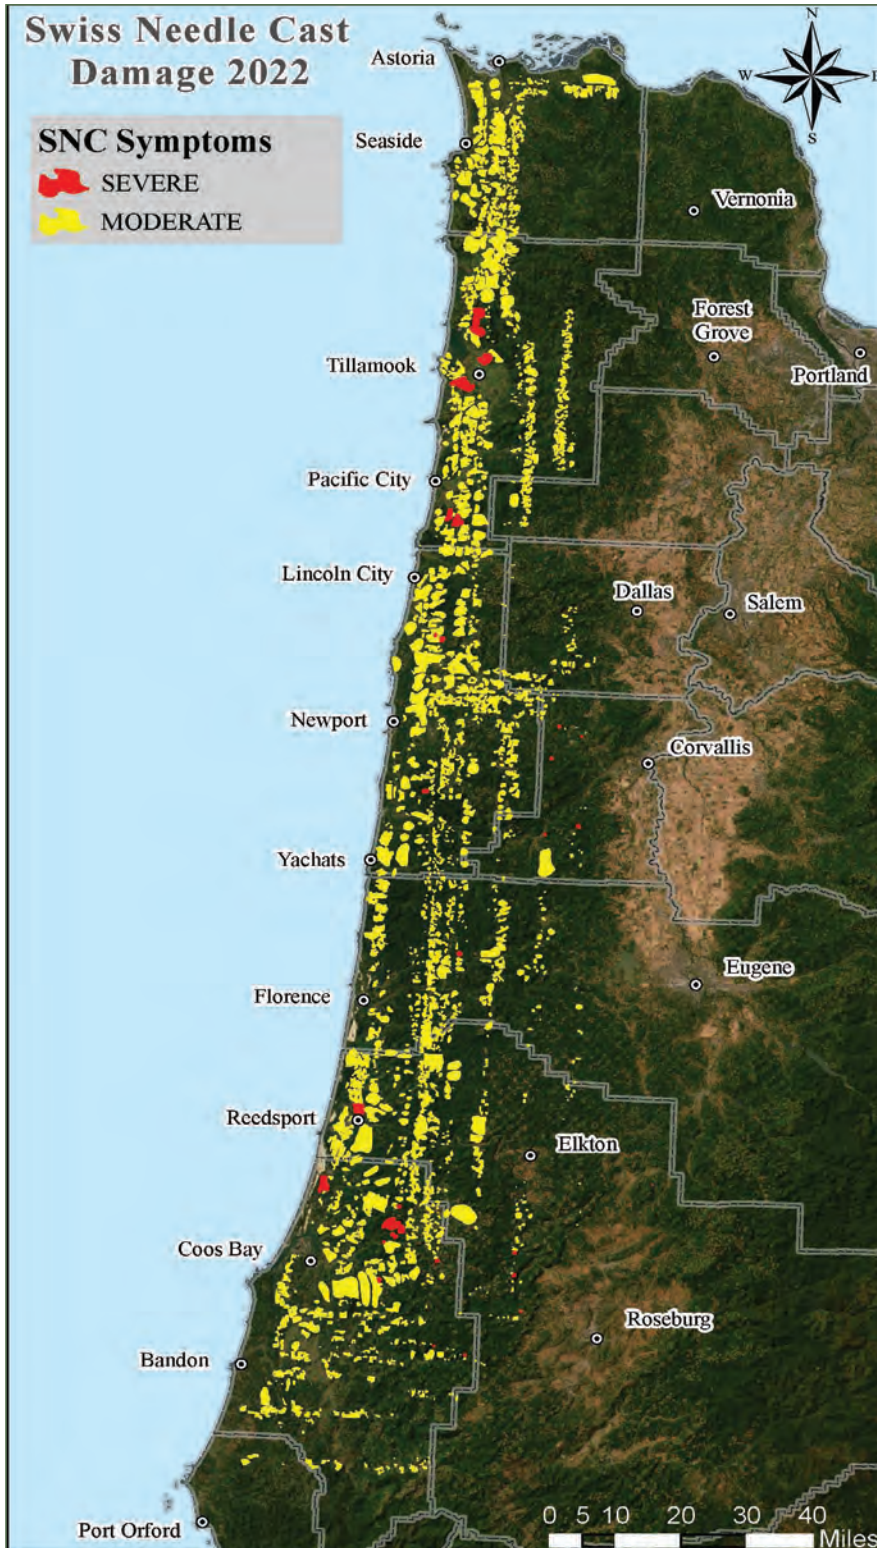 Swiss Needle Cast
Damage 2022
SNC Symptoms
SEVERE
MODERATE
N
W
E
S
Astoria
Seaside
Vernonia
Forest
Grove
Portland
Tillamook
Pacific City
Lincoln City
Dallas
Salem
Newport
Corvallis
Yachats
Eugene
Florence
Reedsport
Elkton
Coos Bay
Roseburg
Bandon
Port Orford
0 5 10 20 30 40
Miles